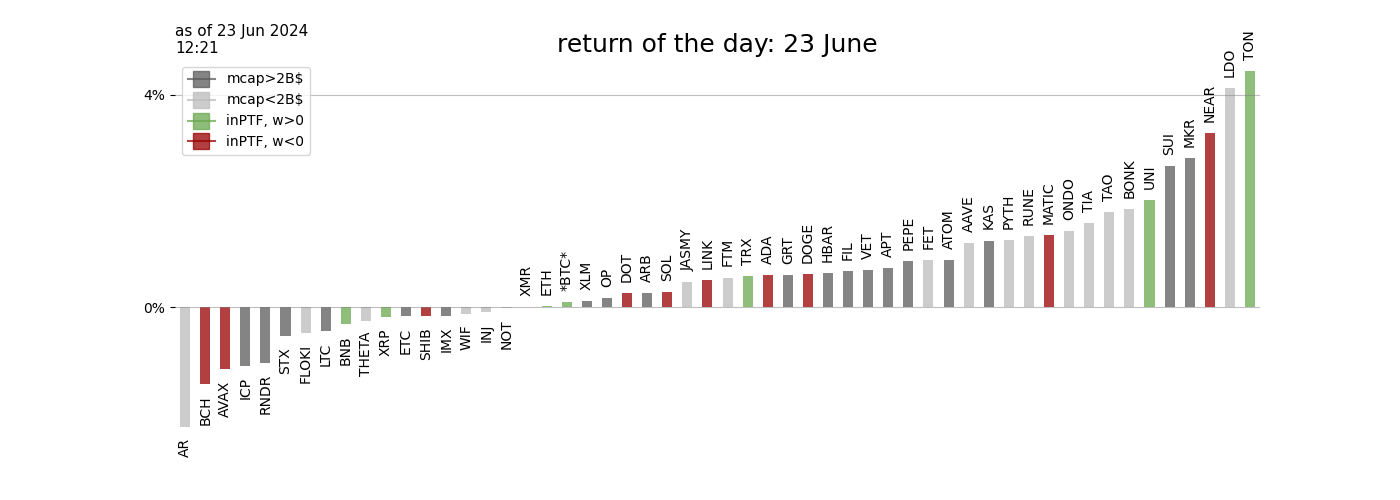 as of 23 Jun 2024
12:21
return of the day: 23 June
mcap>2B$
mcap<2B$
inPTF, w>0
inPTF, w<0
4%
0%
AR
BCH
AVAX
ICP
RNDR
STX
FLOKI
LTC
BNB
THETA
XRP
ETC
SHIB
IMX
WIF
INJ
NOT
XMR
ETH
*BTC*
XLM
OP
DOT
ARB
SOL
JASMY
LINK
FTM
TRX
ADA
GRT
DOGE
HBAR
FIL
VET
APT
PEPE
FET
ATOM
AAVE
KAS
PYTH
RUNE
MATIC
ONDO
TIA
TAO
BONK
UNI
SUI
MKR
NEAR
LDO
TON